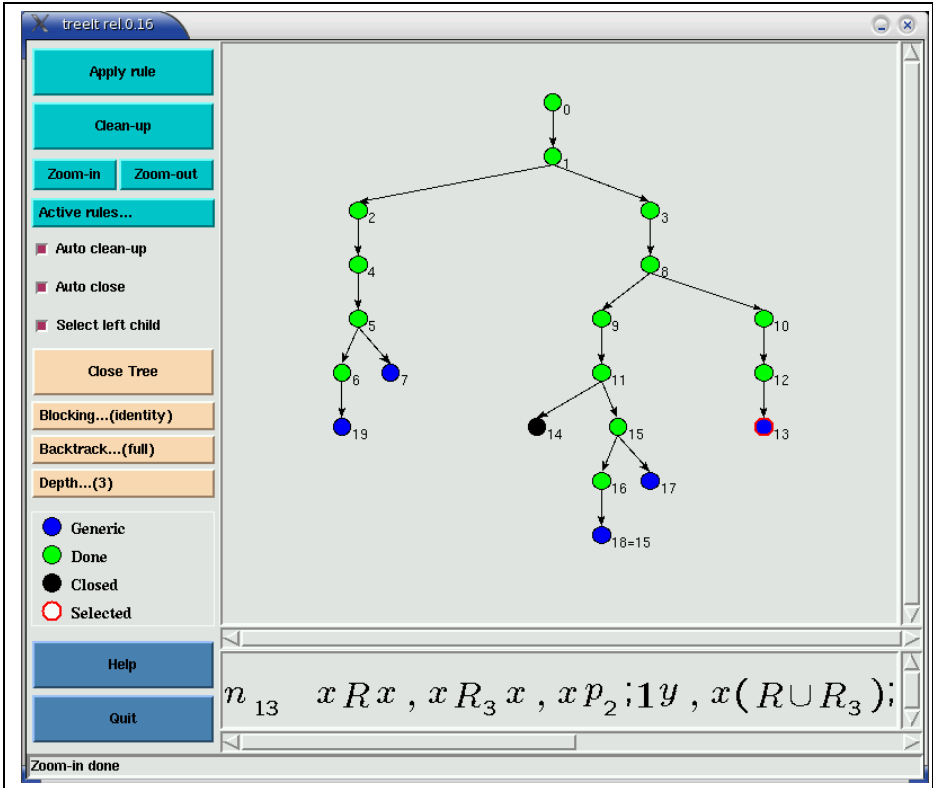 treeIt rel.0.16
Apply rule
Clean-up
Zoom-in Zoom-out
Active rules...
Auto clean-up
Auto close
Select left child
Close Tree
Blocking...(identity)
Backtrack...(full)
Depth...(3)
Generic
Done
Closed
Selected
Help
Quit
0
1
2 3
4 8
5 9 10
6 7 11 12
19 14 15 13
16 17
18=15
n₁₃ xRx , xR₃x , xp₂;1y , x(R∪R₃);
Zoom-in done